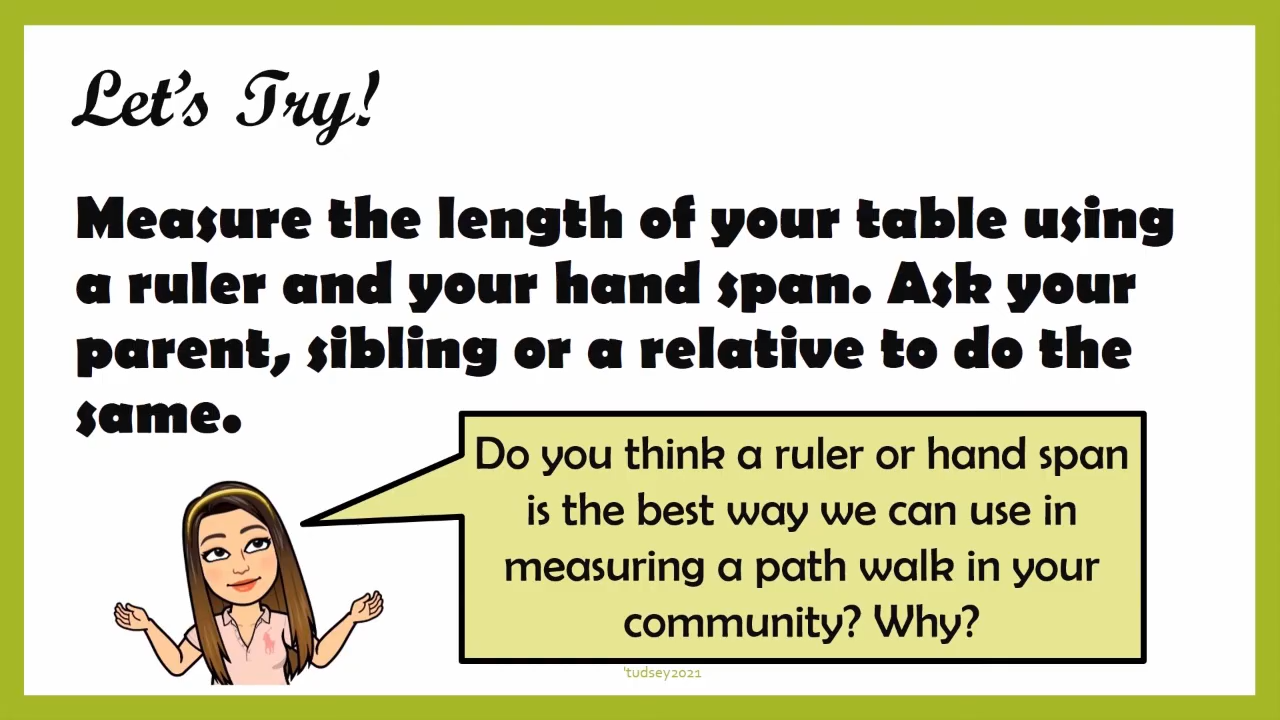 Let's Try!
Measure the length of your table using
a ruler and your hand span. Ask your
parent, sibling or a relative to do the
same.
Do you think a ruler or hand span
is the best way we can use in
measuring a path walk in your
community? Why?
'tudsey2021